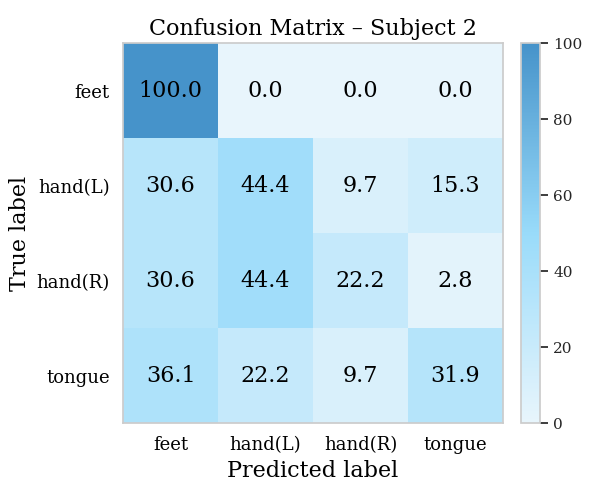 Confusion Matrix – Subject 2
True label
feet 100.0 0.0 0.0 0.0
hand(L) 30.6 44.4 9.7 15.3
hand(R) 30.6 44.4 22.2 2.8
tongue 36.1 22.2 9.7 31.9
feet hand(L) hand(R) tongue
Predicted label
100
80
60
40
20
0